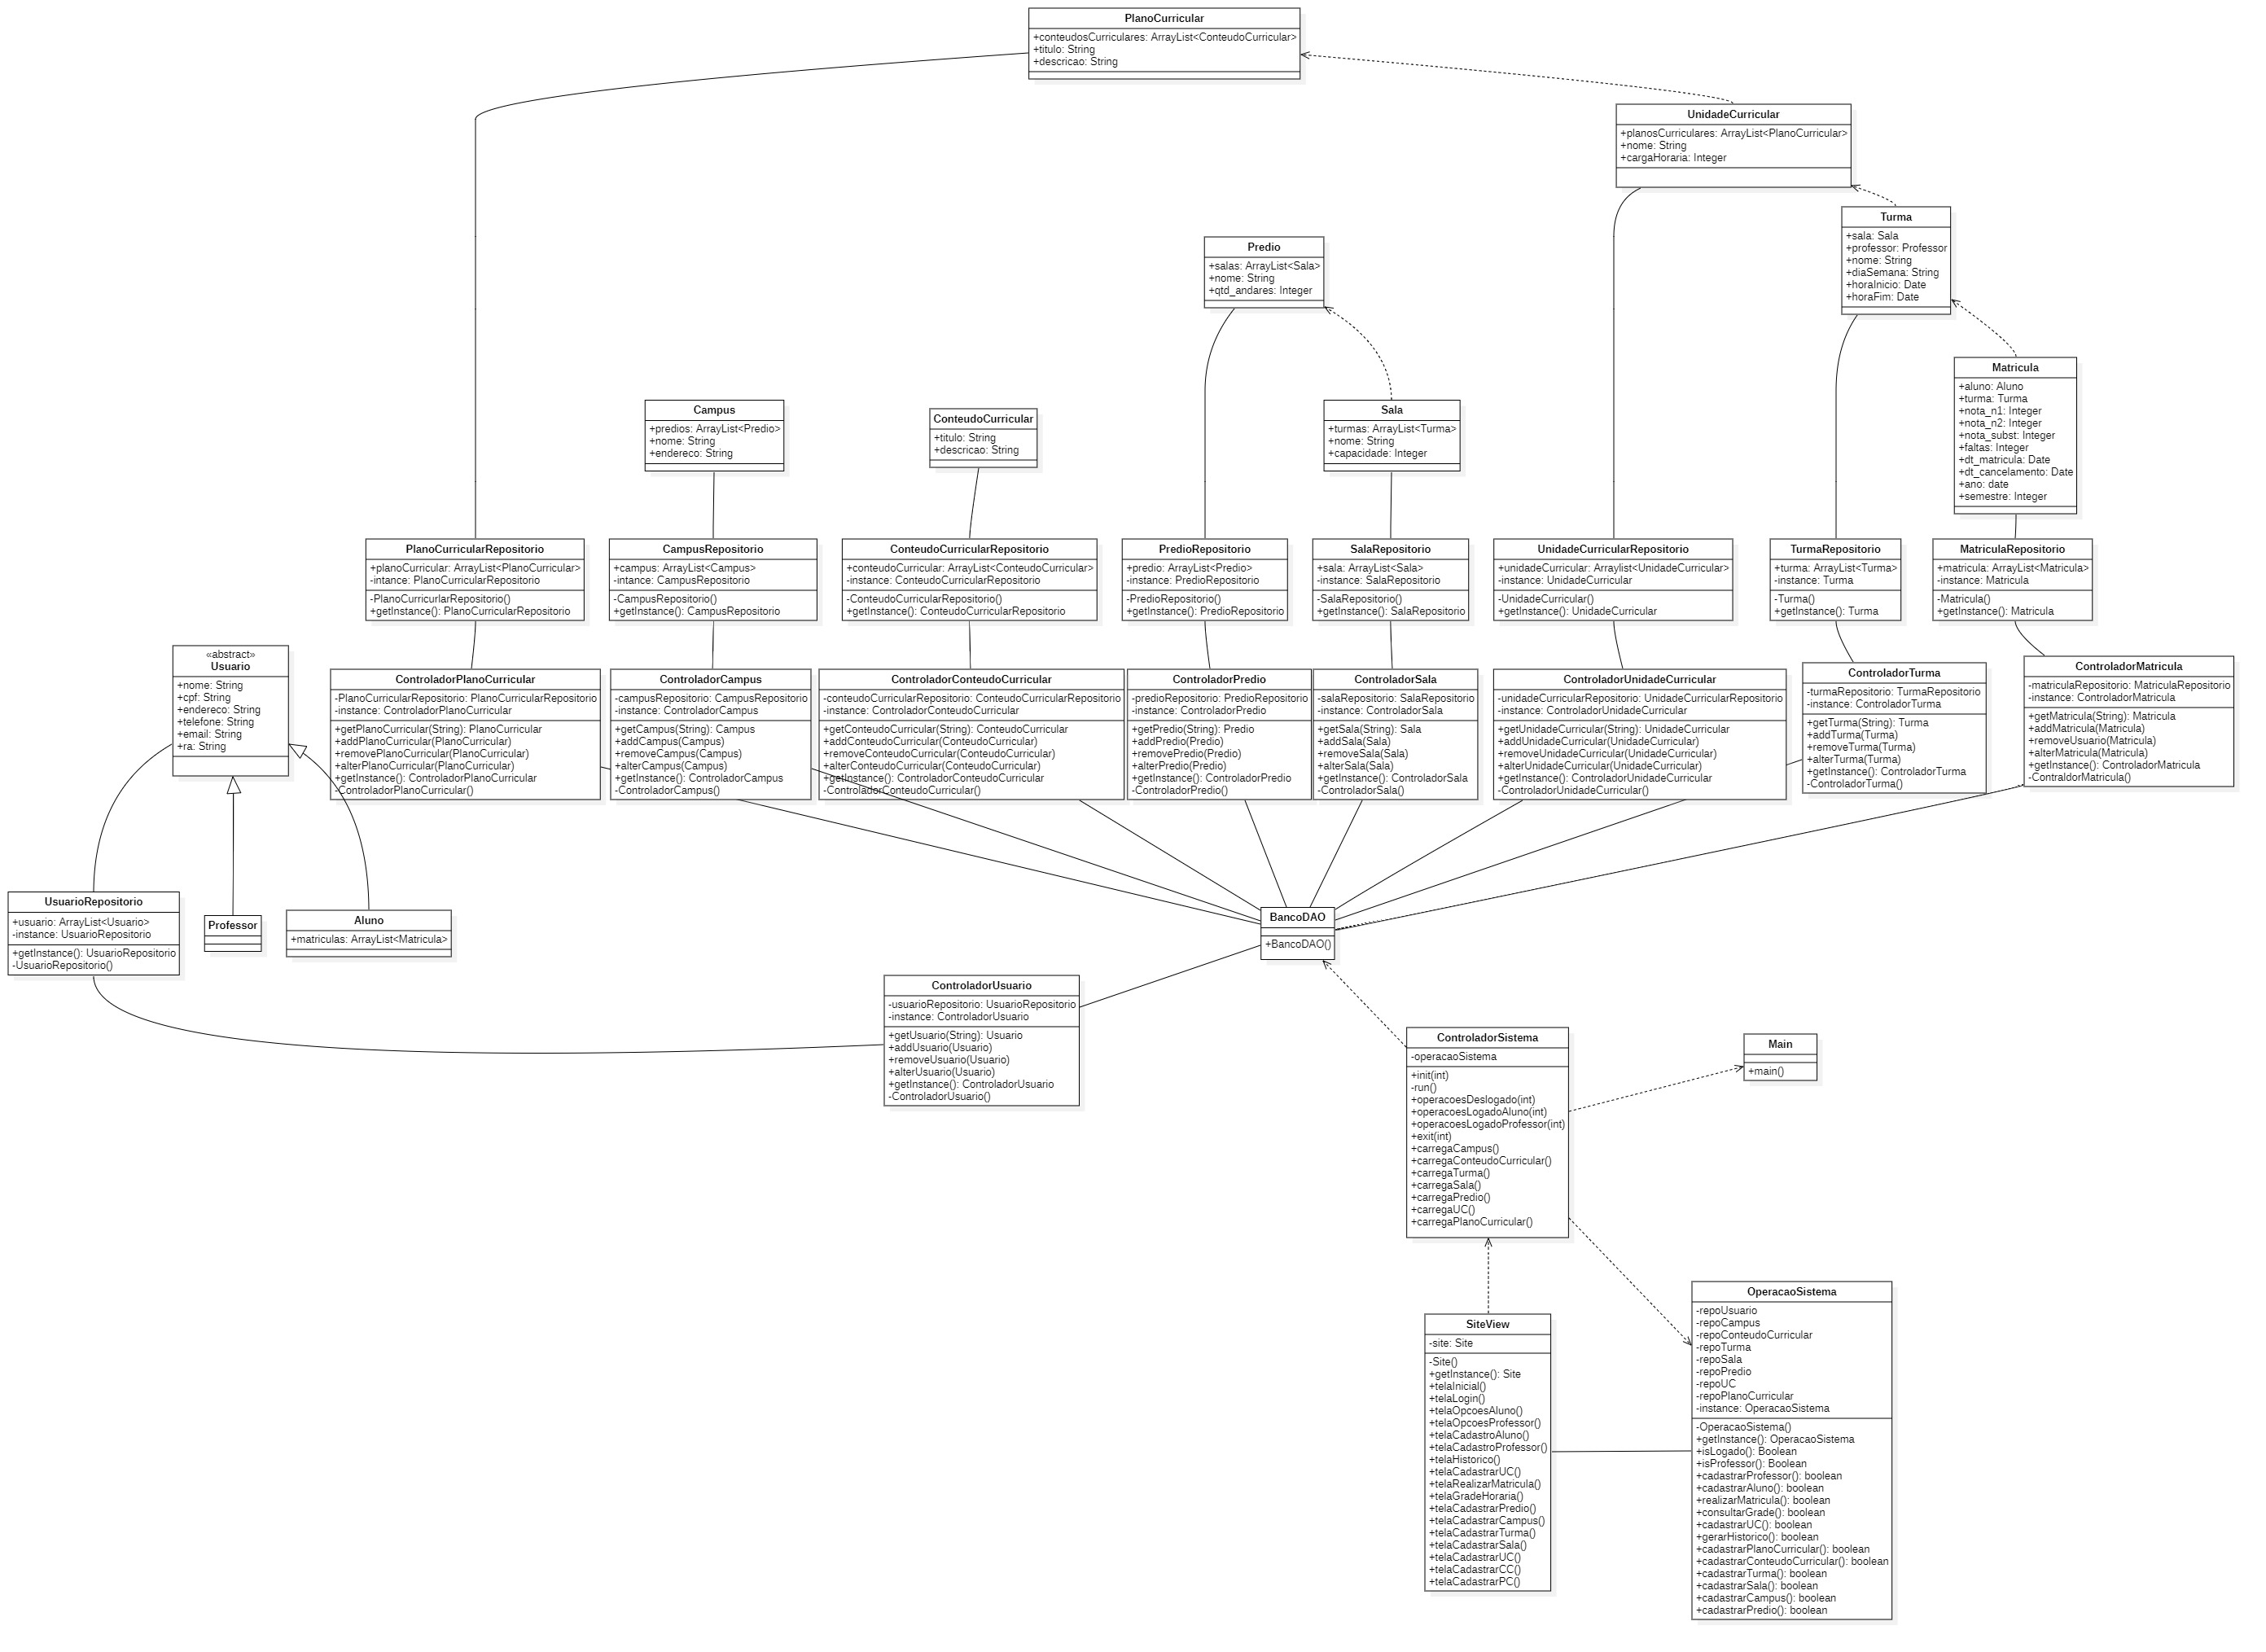 PlanoCurricular
+conteudosCurriculares: ArrayList<ConteudoCurricular>
+titulo: String
+descricao: String
UnidadeCurricular
+planosCurriculares: ArrayList<PlanoCurricular>
+nome: String
+cargaHoraria: Integer
Turma
+sala: Sala
+professor: Professor
+nome: String
+diaSemana: String
+horaInicio: Date
+horaFim: Date
Predio
+salas: ArrayList<Sala>
+nome: String
+qtd_andares: Integer
Matricula
+aluno: Aluno
+turma: Turma
+nota_n1: Integer
+nota_n2: Integer
+nota_subst: Integer
+faltas: Integer
+dt_matricula: Date
+dt_cancelamento: Date
+ano: date
+semestre: Integer
Campus
+predios: ArrayList<Predio>
+nome: String
+endereco: String
ConteudoCurricular
+titulo: String
+descricao: String
Sala
+turmas: ArrayList<Turma>
+nome: String
+capacidade: Integer
PlanoCurricularRepositorio
+planoCurricular: ArrayList<PlanoCurricular>
-intance: PlanoCurricularRepositorio
-PlanoCurricurlarRepositorio()
+getInstance(): PlanoCurricularRepositorio
CampusRepositorio
+campus: ArrayList<Campus>
-intance: CampusRepositorio
-CampusRepositorio()
+getInstance(): CampusRepositorio
ConteudoCurricularRepositorio
+conteudoCurricular: ArrayList<ConteudoCurricular>
-instance: ConteudoCurricularRepositorio
-ConteudoCurricularRepositorio()
+getInstance(): ConteudoCurricularRepositorio
PredioRepositorio
+predio: ArrayList<Predio>
-instance: PredioRepositorio
-PredioRepositorio()
+getInstance(): PredioRepositorio
SalaRepositorio
+sala: ArrayList<Sala>
-instance: SalaRepositorio
-SalaRepositorio()
+getInstance(): SalaRepositorio
UnidadeCurricularRepositorio
+unidadeCurricular: Arraylist<UnidadeCurricular>
-instance: UnidadeCurricular
-UnidadeCurricular()
+getInstance(): UnidadeCurricular
TurmaRepositorio
+turma: ArrayList<Turma>
-instance: Turma
-Turma()
+getInstance(): Turma
MatriculaRepositorio
+matricula: ArrayList<Matricula>
-instance: Matricula
-Matricula()
+getInstance(): Matricula
«abstract»
Usuario
+nome: String
+cpf: String
+endereco: String
+telefone: String
+email: String
+ra: String
ControladorPlanoCurricular
-PlanoCurricularRepositorio: PlanoCurricularRepositorio
-instance: ControladorPlanoCurricular
+getPlanoCurricular(String): PlanoCurricular
+addPlanoCurricular(PlanoCurricular)
+removePlanoCurricular(PlanoCurricular)
+alterPlanoCurricular(PlanoCurricular)
+getInstance(): ControladorPlanoCurricular
-ControladorPlanoCurricular()
ControladorCampus
-campusRepositorio: CampusRepositorio
-instance: ControladorCampus
+getCampus(String): Campus
+addCampus(Campus)
+removeCampus(Campus)
+alterCampus(Campus)
+getInstance(): ControladorCampus
-ControladorCampus()
ControladorConteudoCurricular
-conteudoCurricularRepositorio: ConteudoCurricularRepositorio
-instance: ControladorConteudoCurricular
+getConteudoCurricular(String): ConteudoCurricular
+addConteudoCurricular(ConteudoCurricular)
+removeConteudoCurricular(ConteudoCurricular)
+alterConteudoCurricular(ConteudoCurricular)
+getInstance(): ControladorConteudoCurricular
-ControladorConteudoCurricular()
ControladorPredio
-predioRepositorio: PredioRepositorio
-instance: ControladorPredio
+getPredio(String): Predio
+addPredio(Predio)
+removePredio(Predio)
+alterPredio(Predio)
+getInstance(): ControladorPredio
-ControladorPredio()
ControladorSala
-salaRepositorio: SalaRepositorio
-instance: ControladorSala
+getSala(String): Sala
+addSala(Sala)
+removeSala(Sala)
+alterSala(Sala)
+getInstance(): ControladorSala
-ControladorSala()
ControladorUnidadeCurricular
-unidadeCurricularRepositorio: UnidadeCurricularRepositorio
-instance: ControladorUnidadeCurricular
+getUnidadeCurricular(String): UnidadeCurricular
+addUnidadeCurricular(UnidadeCurricular)
+removeUnidadeCurricular(UnidadeCurricular)
+alterUnidadeCurricular(UnidadeCurricular)
+getInstance(): ControladorUnidadeCurricular
-ControladorUnidadeCurricular()
ControladorTurma
-turmaRepositorio: TurmaRepositorio
-instance: ControladorTurma
+getTurma(String): Turma
+addTurma(Turma)
+removeTurma(Turma)
+alterTurma(Turma)
+getInstance(): ControladorTurma
-ControladorTurma()
ControladorMatricula
-matriculaRepositorio: MatriculaRepositorio
-instance: ControladorMatricula
+getMatricula(String): Matricula
+addMatricula(Matricula)
+removeUsuario(Matricula)
+alterMatricula(Matricula)
+getInstance(): ControladorMatricula
-ContraldorMatricula()
UsuarioRepositorio
+usuario: ArrayList<Usuario>
-instance: UsuarioRepositorio
+getInstance(): UsuarioRepositorio
-UsuarioRepositorio()
Professor
Aluno
+matriculas: ArrayList<Matricula>
BancoDAO
+BancoDAO()
ControladorUsuario
-usuarioRepositorio: UsuarioRepositorio
-instance: ControladorUsuario
+getUsuario(String): Usuario
+addUsuario(Usuario)
+removeUsuario(Usuario)
+alterUsuario(Usuario)
+getInstance(): ControladorUsuario
-ControladorUsuario()
ControladorSistema
-operacaoSistema
+init(int)
-run()
+operacoesDeslogado(int)
+operacoesLogadoAluno(int)
+operacoesLogadoProfessor(int)
+exit(int)
+carregaCampus()
+carregaConteudoCurricular()
+carregaTurma()
+carregaSala()
+carregaPredio()
+carregaUC()
+carregaPlanoCurricular()
Main
+main()
SiteView
-site: Site
-Site()
+getInstance(): Site
+telaInicial()
+telaLogin()
+telaOpcoesAluno()
+telaOpcoesProfessor()
+telaCadastroAluno()
+telaCadastroProfessor()
+telaHistorico()
+telaCadastrarUC()
+telaRealizarMatricula()
+telaGradeHoraria()
+telaCadastrarPredio()
+telaCadastrarCampus()
+telaCadastrarTurma()
+telaCadastrarSala()
+telaCadastrarUC()
+telaCadastrarCC()
+telaCadastrarPC()
OperacaoSistema
-repoUsuario
-repoCampus
-repoConteudoCurricular
-repoTurma
-repoSala
-repoPredio
-repoUC
-repoPlanoCurricular
-instance: OperacaoSistema
-OperacaoSistema()
+getInstance(): OperacaoSistema
+isLogado(): Boolean
+isProfessor(): Boolean
+cadastrarProfessor(): boolean
+cadastrarAluno(): boolean
+realizarMatricula(): boolean
+consultarGrade(): boolean
+cadastrarUC(): boolean
+gerarHistorico(): boolean
+cadastrarPlanoCurricular(): boolean
+cadastrarConteudoCurricular(): boolean
+cadastrarTurma(): boolean
+cadastrarSala(): boolean
+cadastrarCampus(): boolean
+cadastrarPredio(): boolean